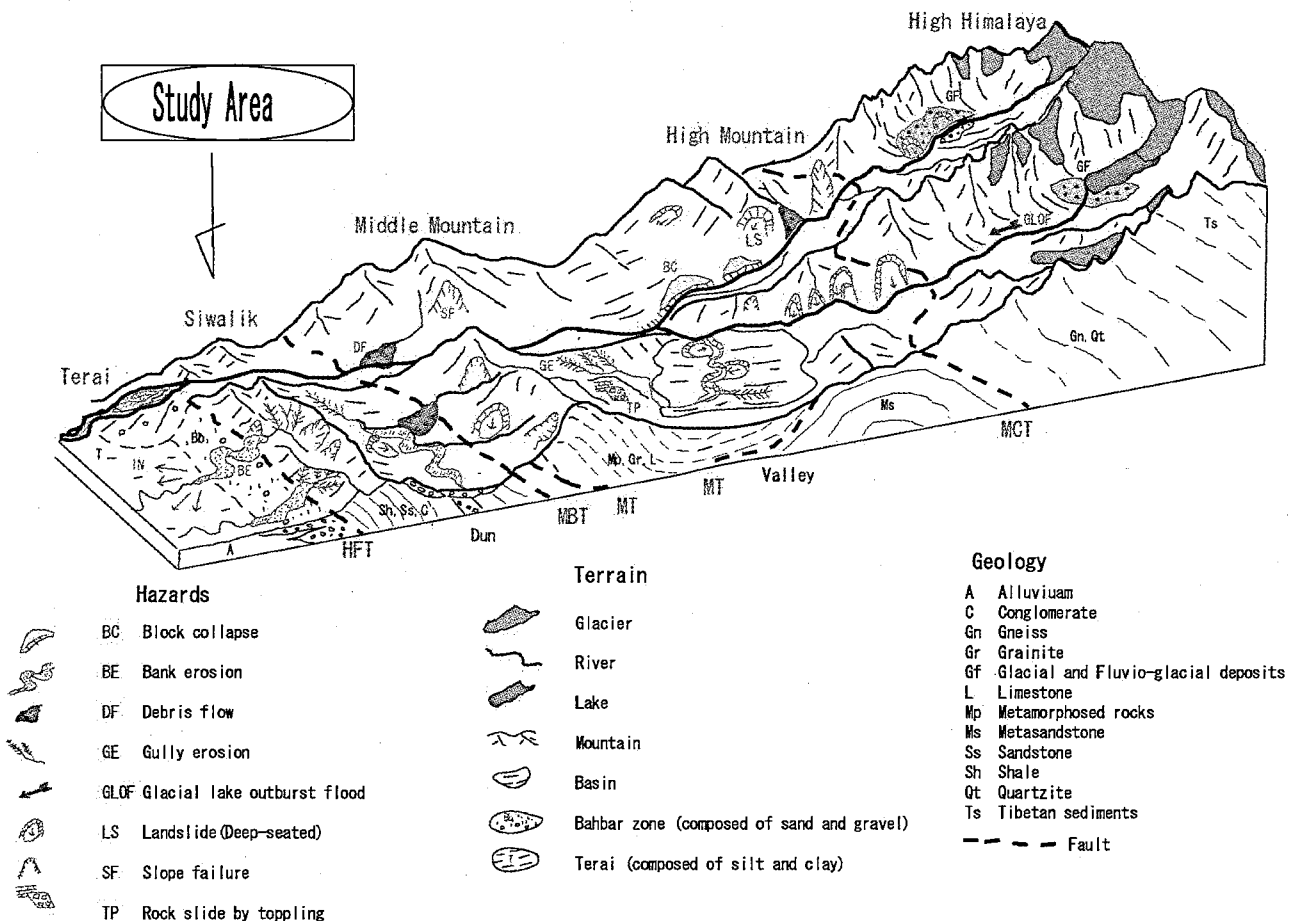 High Himalaya
Study Area
GF
High Mountain
GF
GLOF
Ts
Middle Mountain
LS
BC
SF
Siwalik
DF
Gn, Qt
GE
Terai
TP
Ms
Bb
MCT
T
IN
BE
Mp, Gr, L
Valley
MT
Sh, Ss, C
MT
MBT
Dun
A
HFT
Hazards
BC Block collapse
BE Bank erosion
DF Debris flow
GE Gully erosion
GLOF Glacial lake outburst flood
LS Landslide(Deep-seated)
SF Slope failure
TP Rock slide by toppling
Terrain
Glacier
River
Lake
Mountain
Basin
Bahbar zone (composed of sand and gravel)
Terai (composed of silt and clay)
Geology
A Alluviuam
C Conglomerate
Gn Gneiss
Gr Grainite
Gf Glacial and Fluvio-glacial deposits
L Limestone
Mp Metamorphosed rocks
Ms Metasandstone
Ss Sandstone
Sh Shale
Qt Quartzite
Ts Tibetan sediments
Fault